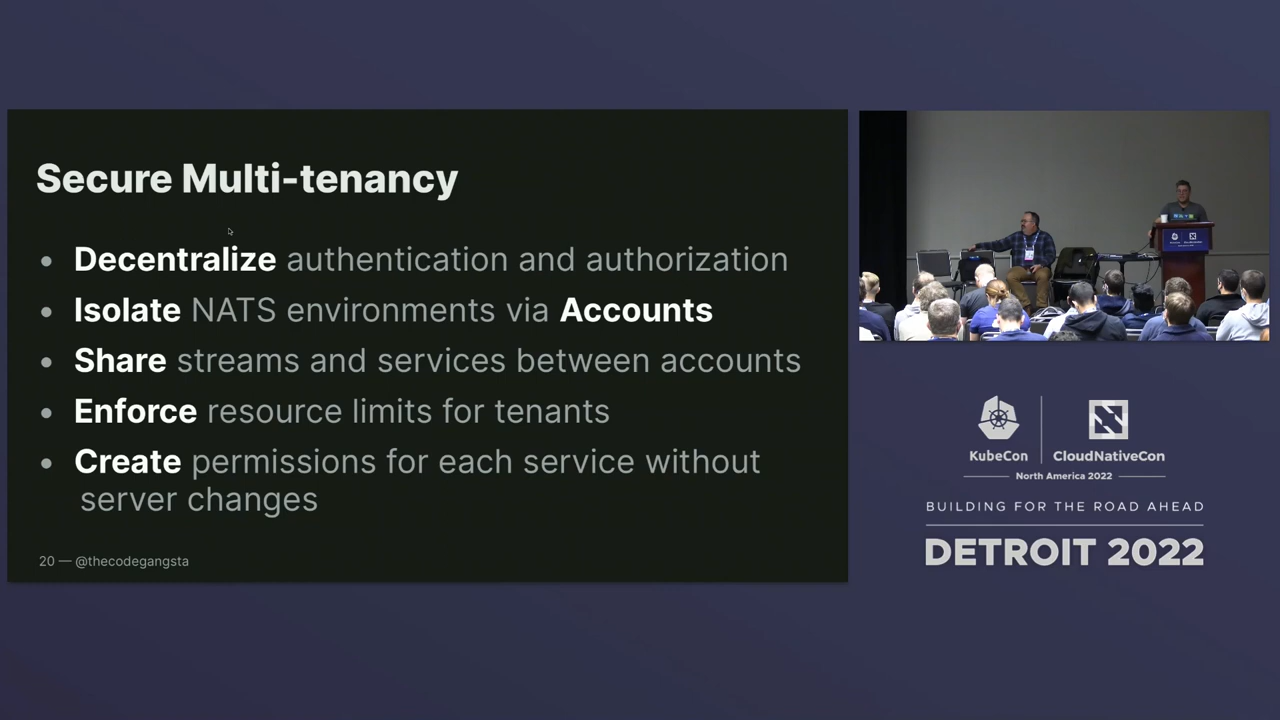 Secure Multi-tenancy
• Decentralize authentication and authorization
• Isolate NATS environments via Accounts
• Share streams and services between accounts
• Enforce resource limits for tenants
• Create permissions for each service without
server changes
20 — @thecodegangsta
KubeCon
CloudNativeCon
North America 2022
BUILDING FOR THE ROAD AHEAD
DETROIT 2022